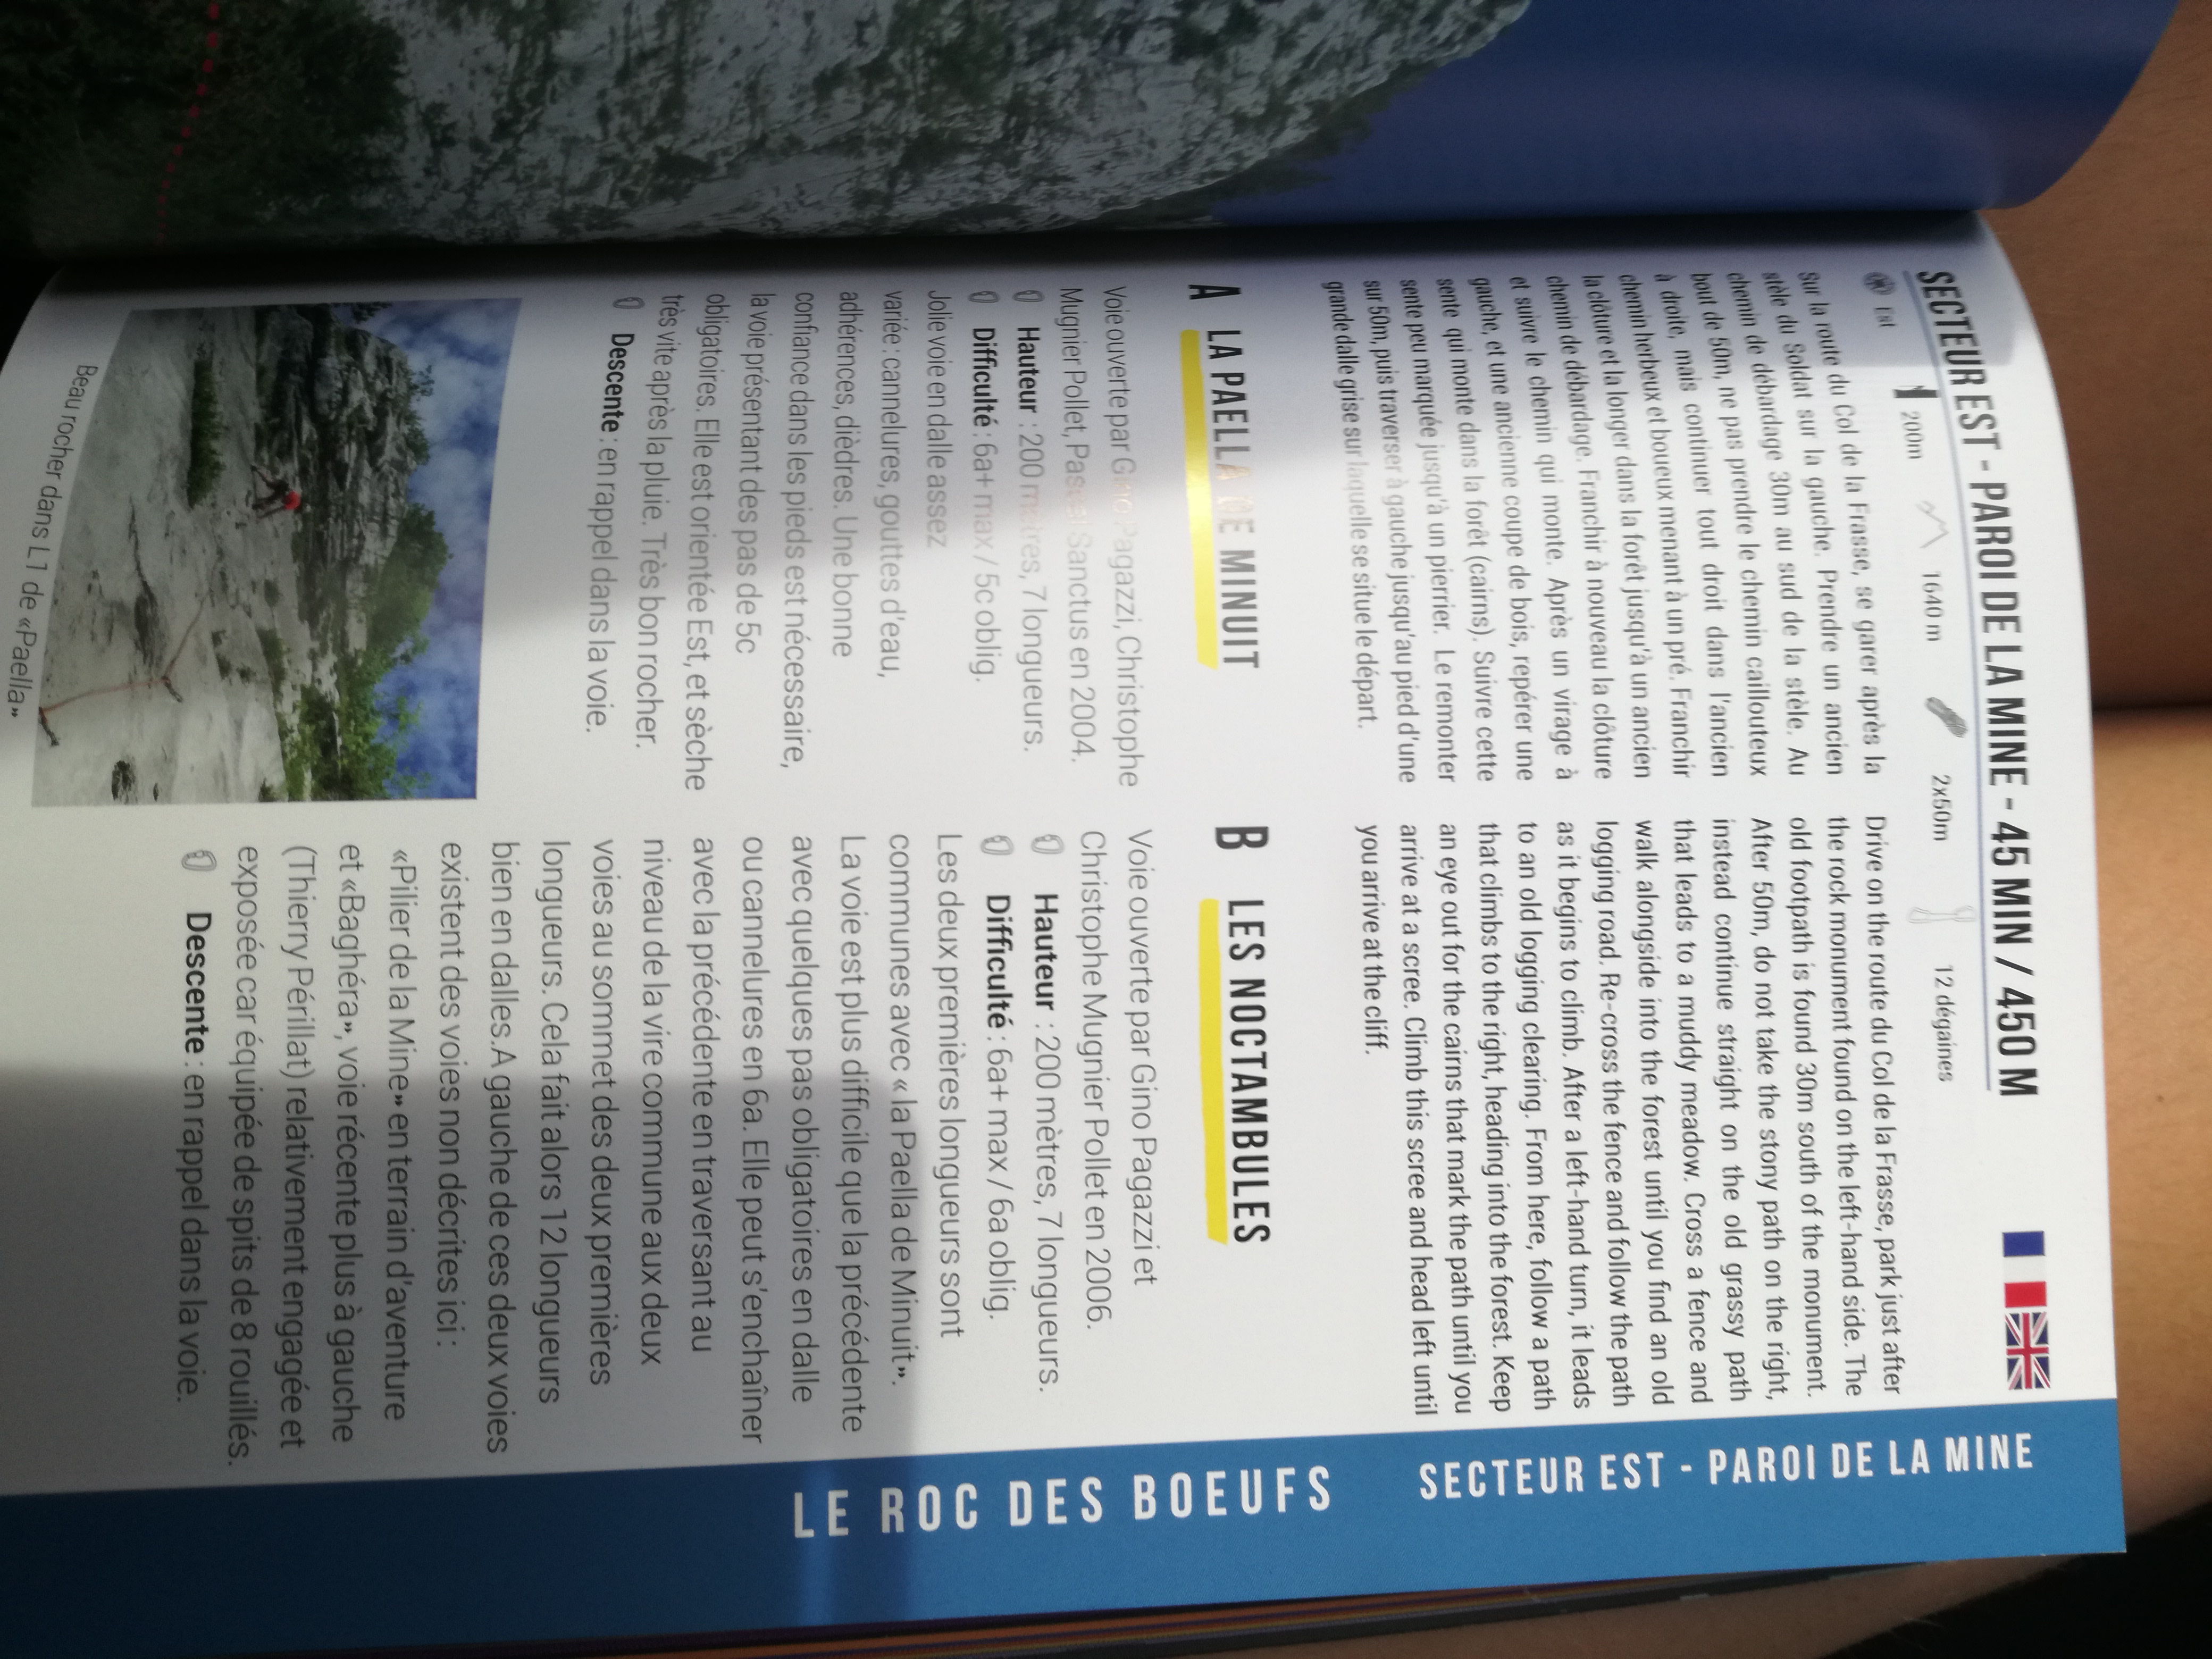 SECTEUR EST - PAROI DE LA MINE - 45 MIN / 450 M
Est 200m 1640 m 2x50m 12 dégaines
Sur la route du Col de la Frasse, se garer après la
stèle du Soldat sur la gauche. Prendre un ancien
chemin de débardage 30m au sud de la stèle. Au
bout de 50m, ne pas prendre le chemin caillouteux
à droite, mais continuer tout droit dans l'ancien
chemin herbeux et boueux menant à un pré. Franchir
la clôture et la longer dans la forêt jusqu'à un ancien
chemin de débardage. Franchir à nouveau la clôture
et suivre le chemin qui monte. Après un virage à
gauche, et une ancienne coupe de bois, repérer une
sente qui monte dans la forêt (cairns). Suivre cette
sente peu marquée jusqu'à un pierrier. Le remonter
sur 50m, puis traverser à gauche jusqu'au pied d'une
grande dalle grise sur laquelle se situe le départ.
Drive on the route du Col de la Frasse, park just after
the rock monument found on the left-hand side. The
old footpath is found 30m south of the monument.
After 50m, do not take the stony path on the right,
instead continue straight on the old grassy path
that leads to a muddy meadow. Cross a fence and
walk alongside into the forest until you find an old
logging road. Re-cross the fence and follow the path
as it begins to climb. After a left-hand turn, it leads
to an old logging clearing. From here, follow a path
that climbs to the right, heading into the forest. Keep
an eye out for the cairns that mark the path until you
arrive at a scree. Climb this scree and head left until
you arrive at the cliff.
A LA PAELLA DE MINUIT
Voie ouverte par Gino Pagazzi, Christophe
Mugnier Pollet, Pascal Sanctus en 2004.
Hauteur : 200 mètres, 7 longueurs.
Difficulté : 6a+ max / 5c oblig.
Jolie voie en dalle assez
variée : cannelures, gouttes d'eau,
adhérences, dièdres. Une bonne
confiance dans les pieds est nécessaire,
la voie présentant des pas de 5c
obligatoires. Elle est orientée Est, et sèche
très vite après la pluie. Très bon rocher.
Descente : en rappel dans la voie.
Beau rocher dans L1 de «Paella»
B LES NOCTAMBULES
Voie ouverte par Gino Pagazzi et
Christophe Mugnier Pollet en 2006.
Hauteur : 200 mètres, 7 longueurs.
Difficulté : 6a+ max / 6a oblig.
Les deux premières longueurs sont
communes avec « la Paella de Minuit ».
La voie est plus difficile que la précédente
avec quelques pas obligatoires en dalle
ou cannelures en 6a. Elle peut s'enchaîner
avec la précédente en traversant au
niveau de la vire commune aux deux
voies au sommet des deux premières
longueurs. Cela fait alors 12 longueurs
bien en dalles.A gauche de ces deux voies
existent des voies non décrites ici :
«Pilier de la Mine» en terrain d'aventure
et «Baghéra», voie récente plus à gauche
(Thierry Périllat) relativement engagée et
exposée car équipée de spits de 8 rouillés.
Descente : en rappel dans la voie.
SECTEUR EST - PAROI DE LA MINE
LE ROC DES BOEUFS